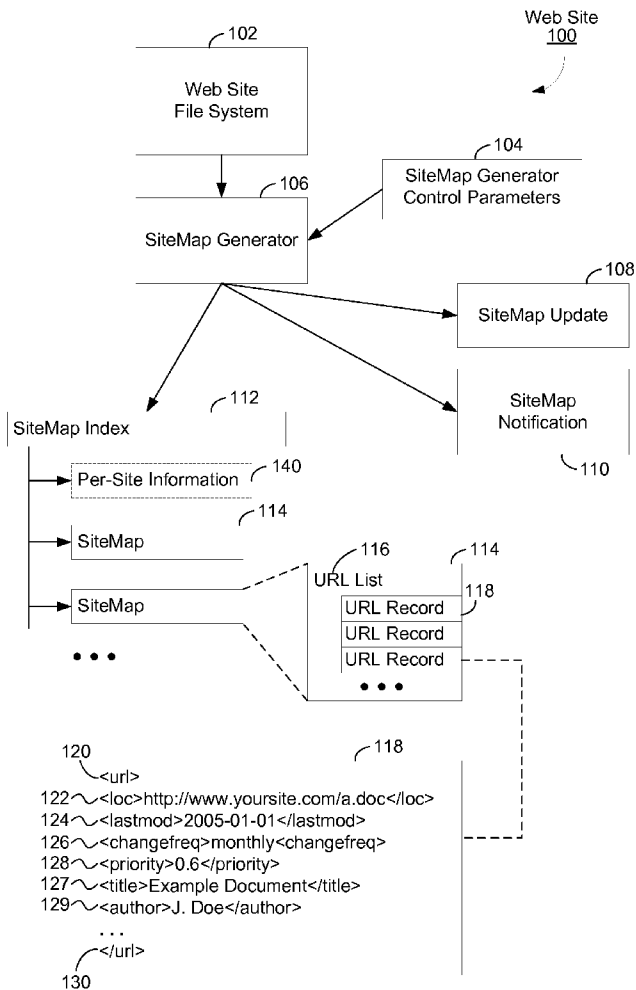 Web Site
100
102
Web Site
File System
104
SiteMap Generator
Control Parameters
106
SiteMap Generator
108
SiteMap Update
SiteMap
Notification
110
112
SiteMap Index
140
Per-Site Information
114
SiteMap
SiteMap
116
114
URL List
118
URL Record
URL Record
URL Record
118
120
<url>
122 <loc>http://www.yoursite.com/a.doc</loc>
124 <lastmod>2005-01-01</lastmod>
126 <changefreq>monthly<changefreq>
128 <priority>0.6</priority>
127 <title>Example Document</title>
129 <author>J. Doe</author>
. . .
</url>
130